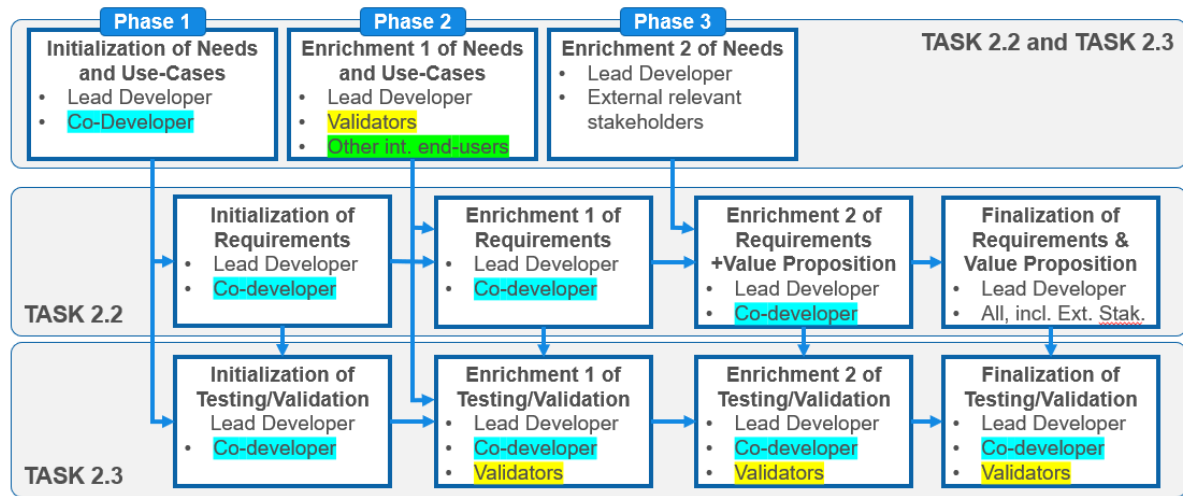 Phase 1
Phase 2
Phase 3
TASK 2.2 and TASK 2.3
Initialization of Needs
and Use-Cases
• Lead Developer
• Co-Developer
Enrichment 1 of Needs
and Use-Cases
• Lead Developer
• Validators
• Other int. end-users
Enrichment 2 of Needs
• Lead Developer
• External relevant
stakeholders
TASK 2.2
Initialization of
Requirements
• Lead Developer
• Co-developer
Enrichment 1 of
Requirements
• Lead Developer
• Co-developer
Enrichment 2 of
Requirements
+Value Proposition
• Lead Developer
• Co-developer
Finalization of
Requirements &
Value Proposition
• Lead Developer
• All, incl. Ext. Stak.
TASK 2.3
Initialization of
Testing/Validation
Lead Developer
• Co-developer
Enrichment 1 of
Testing/Validation
• Lead Developer
• Co-developer
• Validators
Enrichment 2 of
Testing/Validation
• Lead Developer
• Co-developer
• Validators
Finalization of
Testing/Validation
• Lead Developer
• Co-developer
• Validators